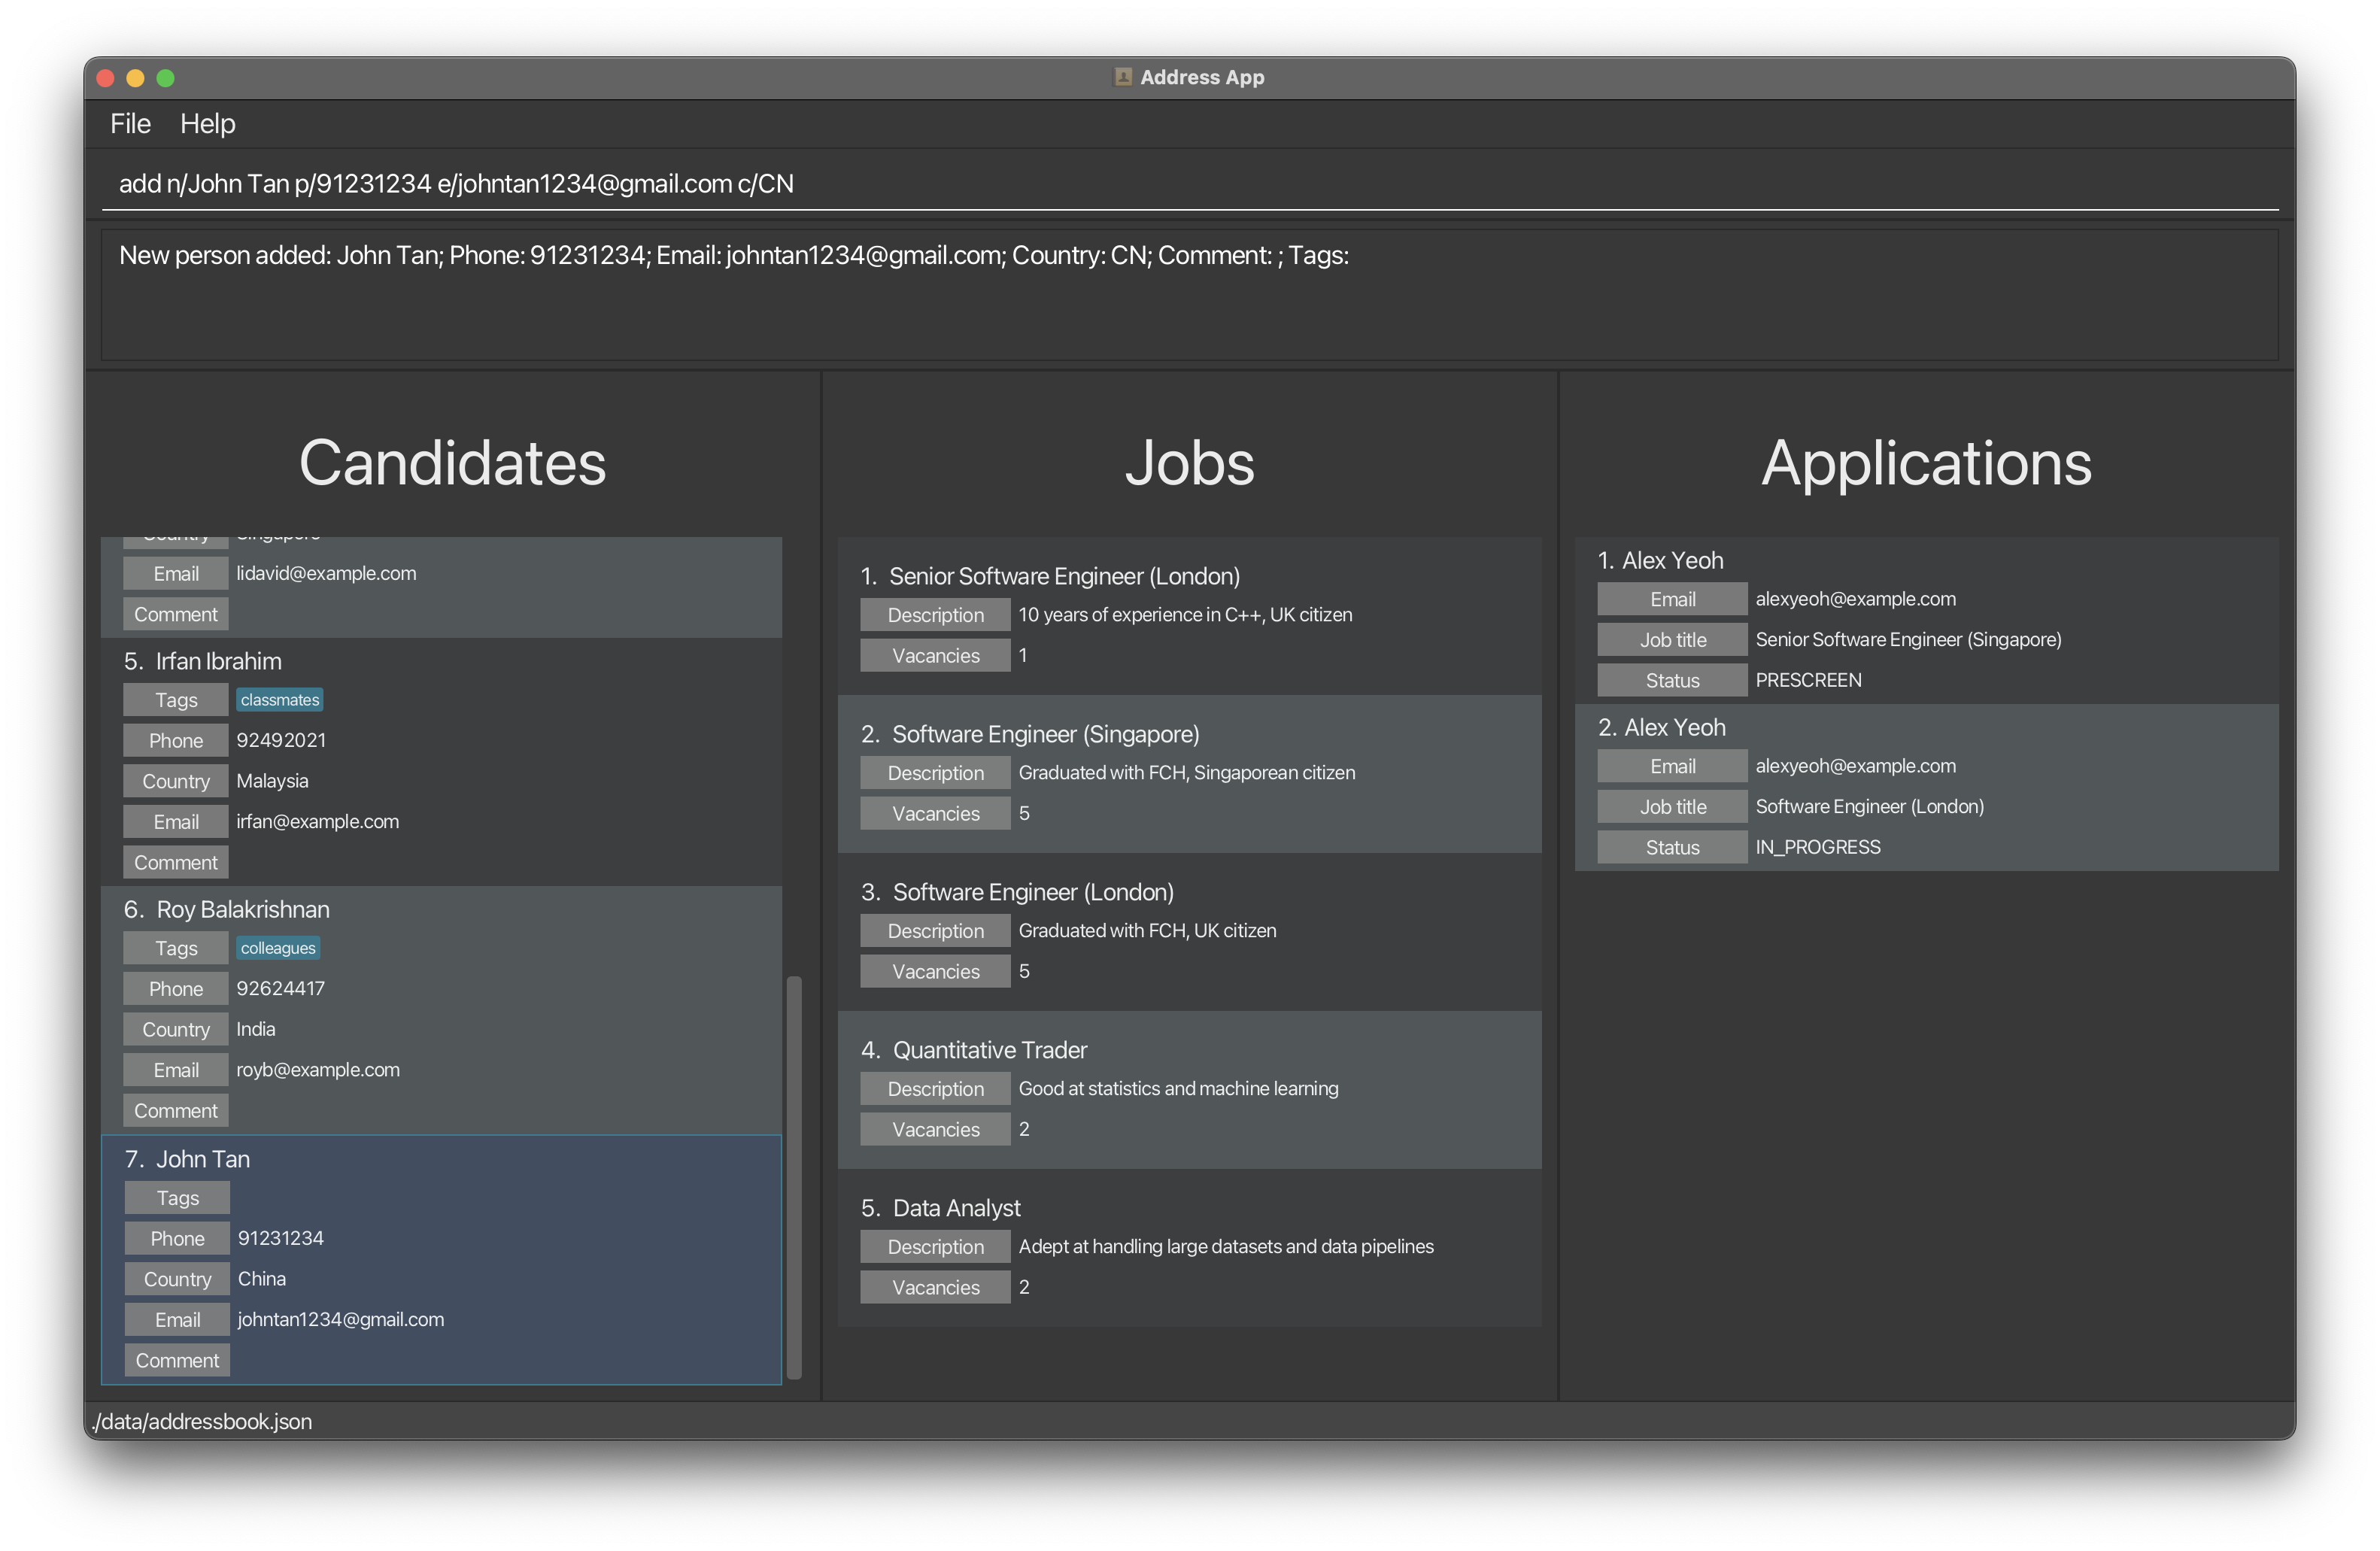 Address App
File Help
add n/John Tan p/91231234 e/johntan1234@gmail.com c/CN
New person added: John Tan; Phone: 91231234; Email: johntan1234@gmail.com; Country: CN; Comment: ; Tags:
Candidates
Email lidavid@example.com
Comment
5. Irfan Ibrahim
Tags classmates
Phone 92492021
Country Malaysia
Email irfan@example.com
Comment
6. Roy Balakrishnan
Tags colleagues
Phone 92624417
Country India
Email royb@example.com
Comment
7. John Tan
Tags
Phone 91231234
Country China
Email johntan1234@gmail.com
Comment
Jobs
1. Senior Software Engineer (London)
Description 10 years of experience in C++, UK citizen
Vacancies 1
2. Software Engineer (Singapore)
Description Graduated with FCH, Singaporean citizen
Vacancies 5
3. Software Engineer (London)
Description Graduated with FCH, UK citizen
Vacancies 5
4. Quantitative Trader
Description Good at statistics and machine learning
Vacancies 2
5. Data Analyst
Description Adept at handling large datasets and data pipelines
Vacancies 2
Applications
1. Alex Yeoh
Email alexyeoh@example.com
Job title Senior Software Engineer (Singapore)
Status PRESCREEN
2. Alex Yeoh
Email alexyeoh@example.com
Job title Software Engineer (London)
Status IN_PROGRESS
./data/addressbook.json